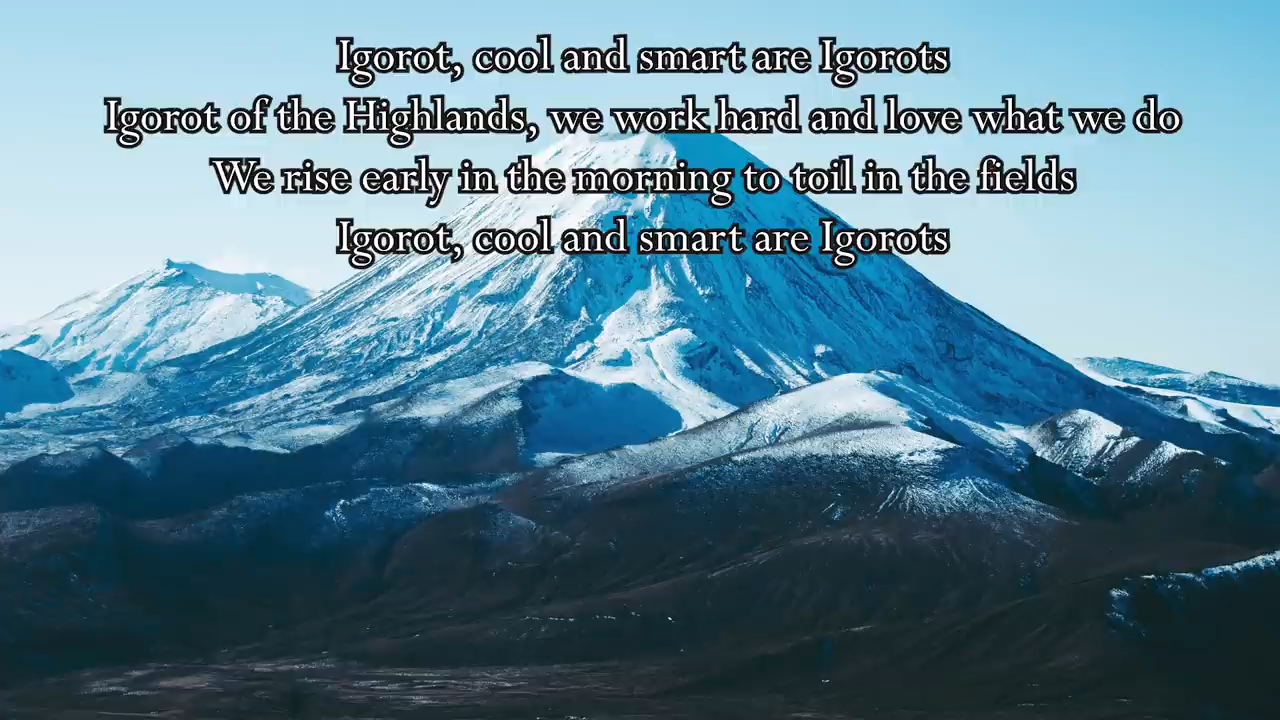 Igorot, cool and smart are Igorots
Igorot of the Highlands, we work hard and love what we do
We rise early in the morning to toil in the fields
Igorot, cool and smart are Igorots